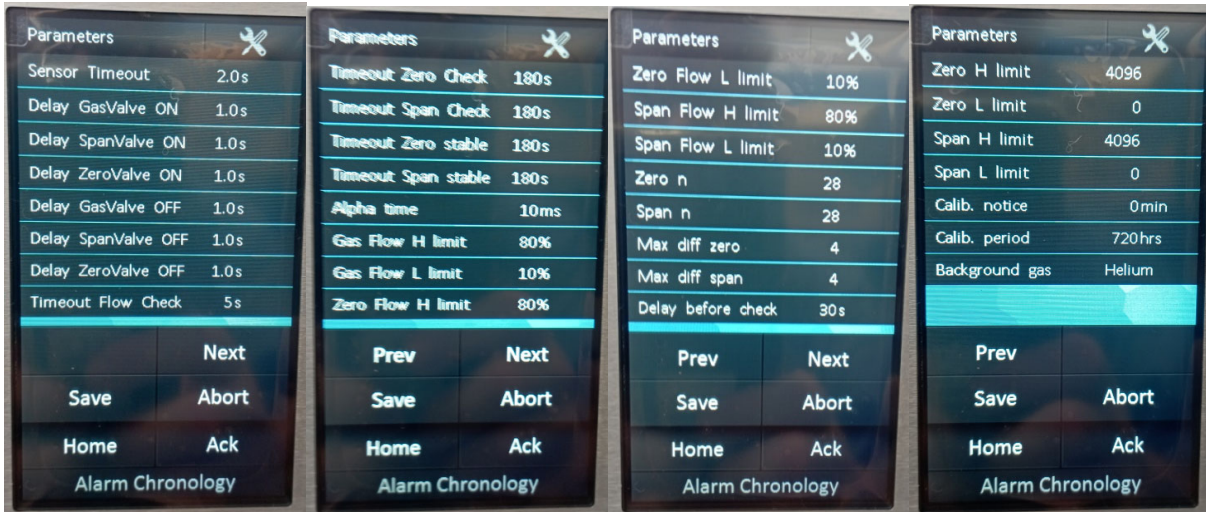 Parameters
Sensor Timeout 2.0s
Delay GasValve ON 1.0s
Delay SpanValve ON 1.0s
Delay ZeroValve ON 1.0s
Delay GasValve OFF 1.0s
Delay SpanValve OFF 1.0s
Delay ZeroValve OFF 1.0s
Timeout Flow Check 5s
Next
Save Abort
Home Ack
Alarm Chronology
Parameters
Timeout Zero Check 180s
Timeout Span Check 180s
Timeout Zero stable 180s
Timeout Span stable 180s
Alpha time 10ms
Gas Flow H limit 80%
Gas Flow L limit 10%
Zero Flow H limit 80%
Prev Next
Save Abort
Home Ack
Alarm Chronology
Parameters
Zero Flow L limit 10%
Span Flow H limit 80%
Span Flow L limit 10%
Zero n 28
Span n 28
Max diff zero 4
Max diff span 4
Delay before check 30s
Prev Next
Save Abort
Home Ack
Alarm Chronology
Parameters
Zero H limit 4096
Zero L limit 0
Span H limit 4096
Span L limit 0
Calib. notice 0min
Calib. period 720hrs
Background gas Helium
Prev
Save Abort
Home Ack
Alarm Chronology